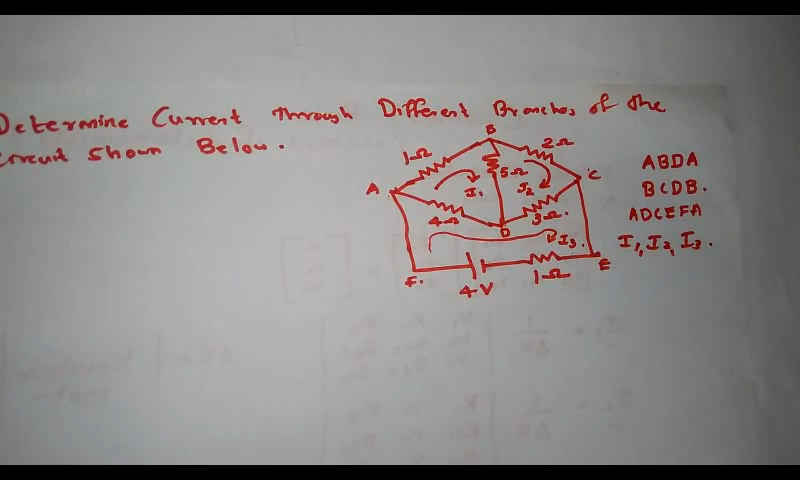 Determine Current through Different Branches of the
Circuit Shown Below.
B
1Ω
2Ω
A
5Ω
C
I1
I2
4Ω
3Ω.
D
I3.
F.
4V
1Ω
E
ABDA
BCDB.
ADCEFA
I1, I2, I3.